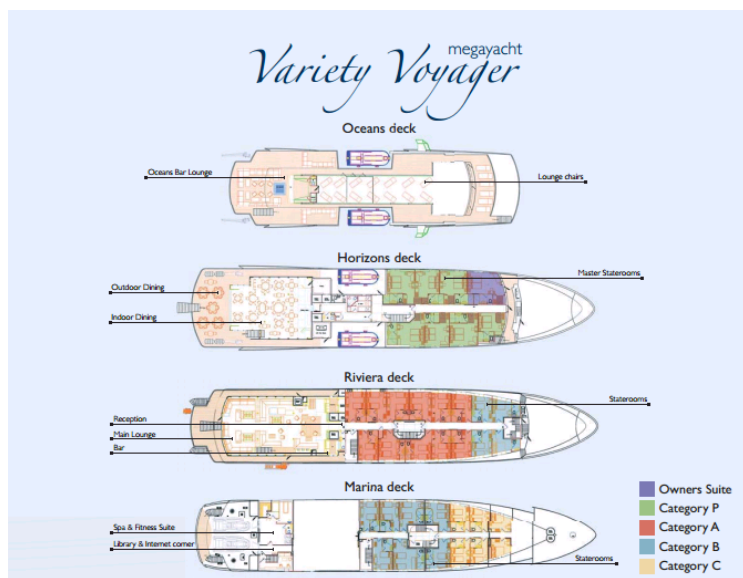 megayacht
Variety Voyager
Oceans deck
Oceans Bar Lounge
Lounge chairs
Horizons deck
Master Staterooms
Outdoor Dining
Indoor Dining
Riviera deck
Staterooms
Reception
Main Lounge
Bar
Marina deck
Spa & Fitness Suite
Library & Internet corner
Staterooms
Owners Suite
Category P
Category A
Category B
Category C